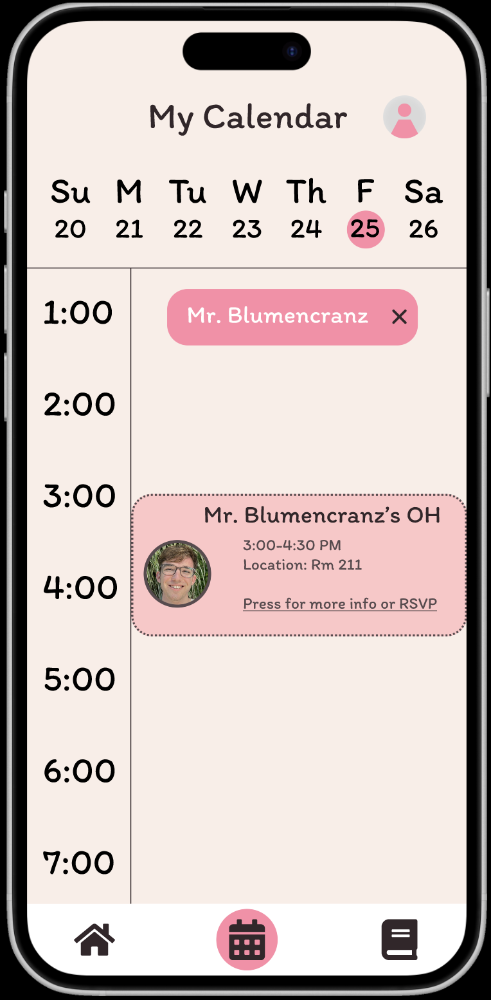 My Calendar
Su M Tu W Th F Sa
20 21 22 23 24 25 26
1:00
Mr. Blumencranz ×
2:00
3:00
Mr. Blumencranz’s OH
3:00-4:30 PM
Location: Rm 211
4:00
Press for more info or RSVP
5:00
6:00
7:00